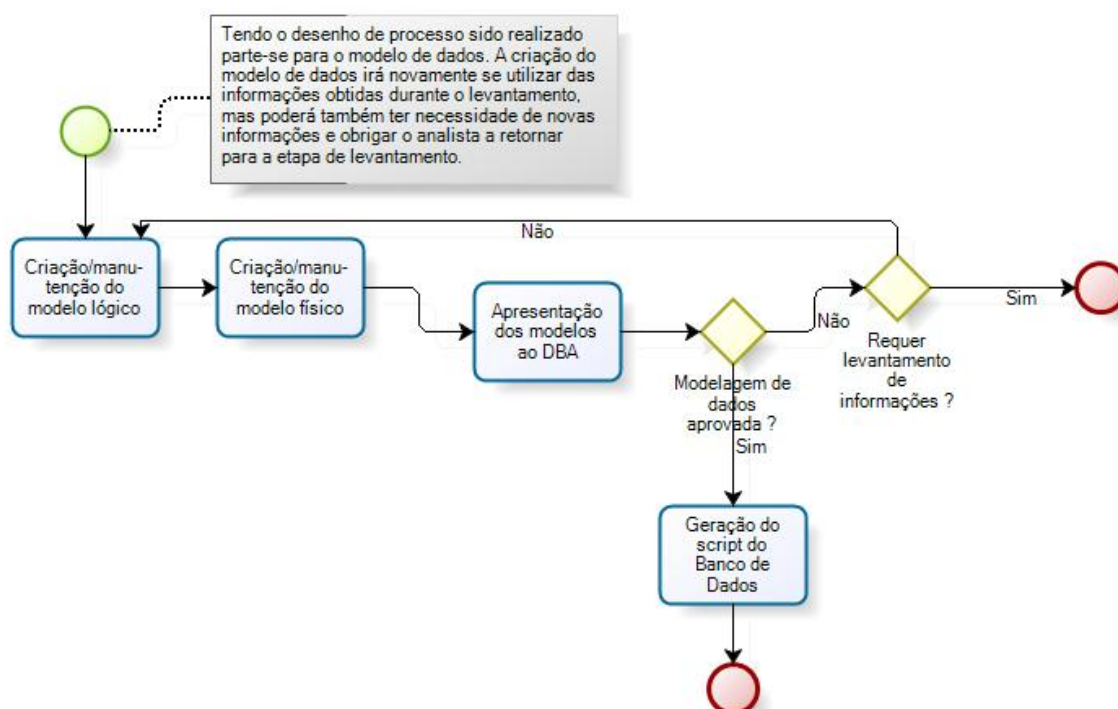 Tendo o desenho de processo sido realizado
parte-se para o modelo de dados. A criação do
modelo de dados irá novamente se utilizar das
informações obtidas durante o levantamento,
mas poderá também ter necessidade de novas
informações e obrigar o analista a retornar
para a etapa de levantamento.
Não
Criação/manu-
tenção do
modelo lógico
Criação/manu-
tenção do
modelo físico
Apresentação
dos modelos
ao DBA
Modelagem de
dados
aprovada ?
Não
Requer
levantamento
de
informações ?
Sim
Sim
Geração do
script do
Banco de
Dados